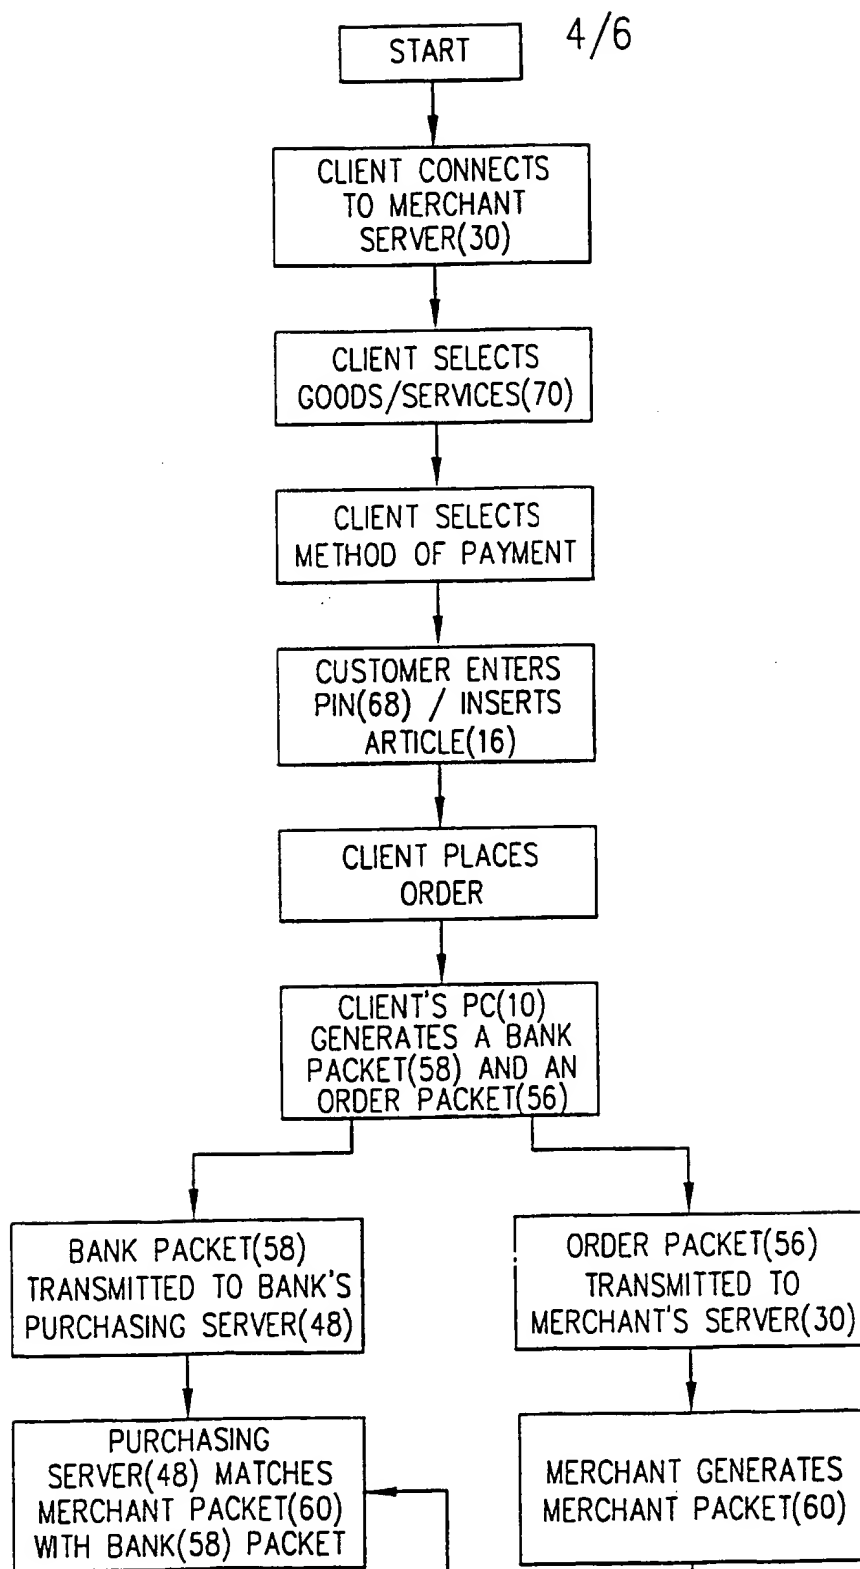 START
4/6
CLIENT CONNECTS
TO MERCHANT
SERVER(30)
CLIENT SELECTS
GOODS/SERVICES(70)
CLIENT SELECTS
METHOD OF PAYMENT
CUSTOMER ENTERS
PIN(68) / INSERTS
ARTICLE(16)
CLIENT PLACES
ORDER
CLIENT'S PC(10)
GENERATES A BANK
PACKET(58) AND AN
ORDER PACKET(56)
BANK PACKET(58)
TRANSMITTED TO BANK'S
PURCHASING SERVER(48)
ORDER PACKET(56)
TRANSMITTED TO
MERCHANT'S SERVER(30)
PURCHASING
SERVER(48) MATCHES
MERCHANT PACKET(60)
WITH BANK(58) PACKET
MERCHANT GENERATES
MERCHANT PACKET(60)